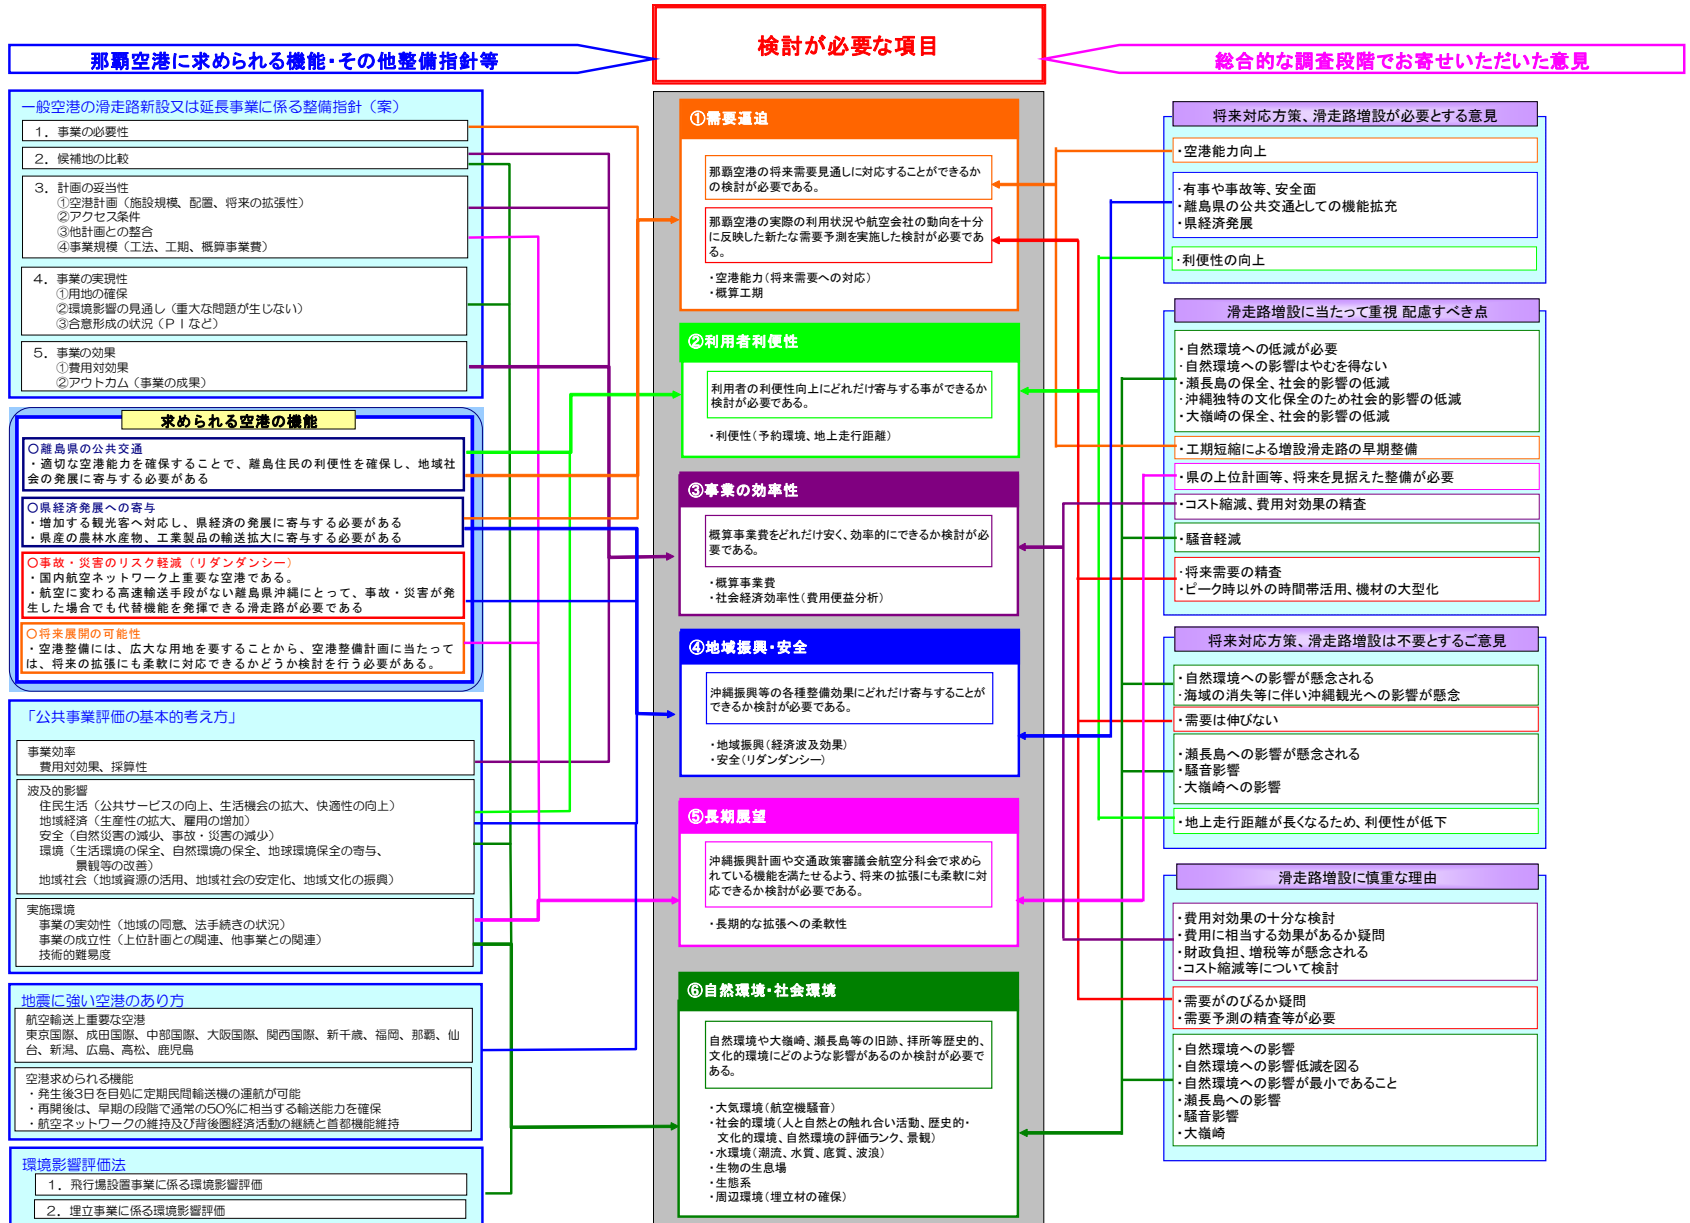 検討が必要な項目
那覇空港に求められる機能・その他整備指針等
総合的な調査段階でお寄せいただいた意見
一般空港の滑走路新設又は延長事業に係る整備指針（案）
1．事業の必要性
2．候補地の比較
3．計画の妥当性
①空港計画（施設規模、配置、将来の拡張性）
②アクセス条件
③他計画との整合
④事業規模（工法、工期、概算事業費）
4．事業の実現性
①用地の確保
②環境影響の見通し（重大な問題が生じない）
③合意形成の状況（ＰＩなど）
5．事業の効果
①費用対効果
②アウトカム（事業の成果）
求められる空港の機能
○離島県の公共交通
・適切な空港能力を確保することで、離島住民の利便性を確保し、地域社
会の発展に寄与する必要がある
○県経済発展への寄与
・増加する観光客へ対応し、県経済の発展に寄与する必要がある
・県産の農林水産物、工業製品の輸送拡大に寄与する必要がある
○事故・災害のリスク軽減（リダンダンシー）
・国内航空ネットワーク上重要な空港である。
・航空に変わる高速輸送手段がない離島県沖縄にとって、事故・災害が発
生した場合でも代替機能を発揮できる滑走路が必要である
○将来展開の可能性
・空港整備には、広大な用地を要することから、空港整備計画に当たって
は、将来の拡張にも柔軟に対応できるかどうか検討を行う必要がある。
「公共事業評価の基本的考え方」
事業効率
費用対効果、採算性
波及的影響
住民生活（公共サービスの向上、生活機会の拡大、快適性の向上）
地域経済（生産性の拡大、雇用の増加）
安全（自然災害の減少、事故・災害の減少）
環境（生活環境の保全、自然環境の保全、地球環境保全の寄与、
景観等の改善）
地域社会（地域資源の活用、地域社会の安定化、地域文化の振興）
実施環境
事業の実効性（地域の同意、法手続きの状況）
事業の成立性（上位計画との関連、他事業との関連）
技術的難易度
地震に強い空港のあり方
航空輸送上重要な空港
東京国際、成田国際、中部国際、大阪国際、関西国際、新千歳、福岡、那覇、仙
台、新潟、広島、高松、鹿児島
空港求められる機能
・発生後3日を目処に定期民間輸送機の運航が可能
・再開後は、早期の段階で通常の50％に相当する輸送能力を確保
・航空ネットワークの維持及び背後圏経済活動の継続と首都機能維持
環境影響評価法
1．飛行場設置事業に係る環境影響評価
2．埋立事業に係る環境影響評価
①需要逼迫
那覇空港の将来需要見通しに対応することができるか
の検討が必要である。
那覇空港の実際の利用状況や航空会社の動向を十分
に反映した新たな需要予測を実施した検討が必要であ
る。
・空港能力（将来需要への対応）
・概算工期
②利用者利便性
利用者の利便性向上にどれだけ寄与する事ができるか
検討が必要である。
・利便性（予約環境、地上走行距離）
③事業の効率性
概算事業費をどれだけ安く、効率的にできるか検討が必
要である。
・概算事業費
・社会経済効率性（費用便益分析）
④地域振興・安全
沖縄振興等の各種整備効果にどれだけ寄与することが
できるか検討が必要である。
・地域振興（経済波及効果）
・安全（リダンダンシー）
⑤長期展望
沖縄振興計画や交通政策審議会航空分科会で求めら
れている機能を満たせるよう、将来の拡張にも柔軟に対
応できるか検討が必要である。
・長期的な拡張への柔軟性
⑥自然環境・社会環境
自然環境や大嶺崎、瀬長島等の旧跡、拝所等歴史的、
文化的環境にどのような影響があるのか検討が必要で
ある。
・大気環境（航空機騒音）
・社会的環境（人と自然との触れ合い活動、歴史的・
文化的環境、自然環境の評価ランク、景観）
・水環境（潮流、水質、底質、波浪）
・生物の生息場
・生態系
・周辺環境（埋立材の確保）
将来対応方策、滑走路増設が必要とする意見
・空港能力向上
・有事や事故等、安全面
・離島県の公共交通としての機能拡充
・県経済発展
・利便性の向上
滑走路増設に当たって重視 配慮すべき点
・自然環境への低減が必要
・自然環境への影響はやむを得ない
・瀬長島の保全、社会的影響の低減
・沖縄独特の文化保全のため社会的影響の低減
・大嶺崎の保全、社会的影響の低減
・工期短縮による増設滑走路の早期整備
・県の上位計画等、将来を見据えた整備が必要
・コスト縮減、費用対効果の精査
・騒音軽減
・将来需要の精査
・ピーク時以外の時間帯活用、機材の大型化
将来対応方策、滑走路増設は不要とするご意見
・自然環境への影響が懸念される
・海域の消失等に伴い沖縄観光への影響が懸念
・需要は伸びない
・瀬長島への影響が懸念される
・騒音影響
・大嶺崎への影響
・地上走行距離が長くなるため、利便性が低下
滑走路増設に慎重な理由
・費用対効果の十分な検討
・費用に相当する効果があるか疑問
・財政負担、増税等が懸念される
・コスト縮減等について検討
・需要がのびるか疑問
・需要予測の精査等が必要
・自然環境への影響
・自然環境への影響低減を図る
・自然環境への影響が最小であること
・瀬長島への影響
・騒音影響
・大嶺崎